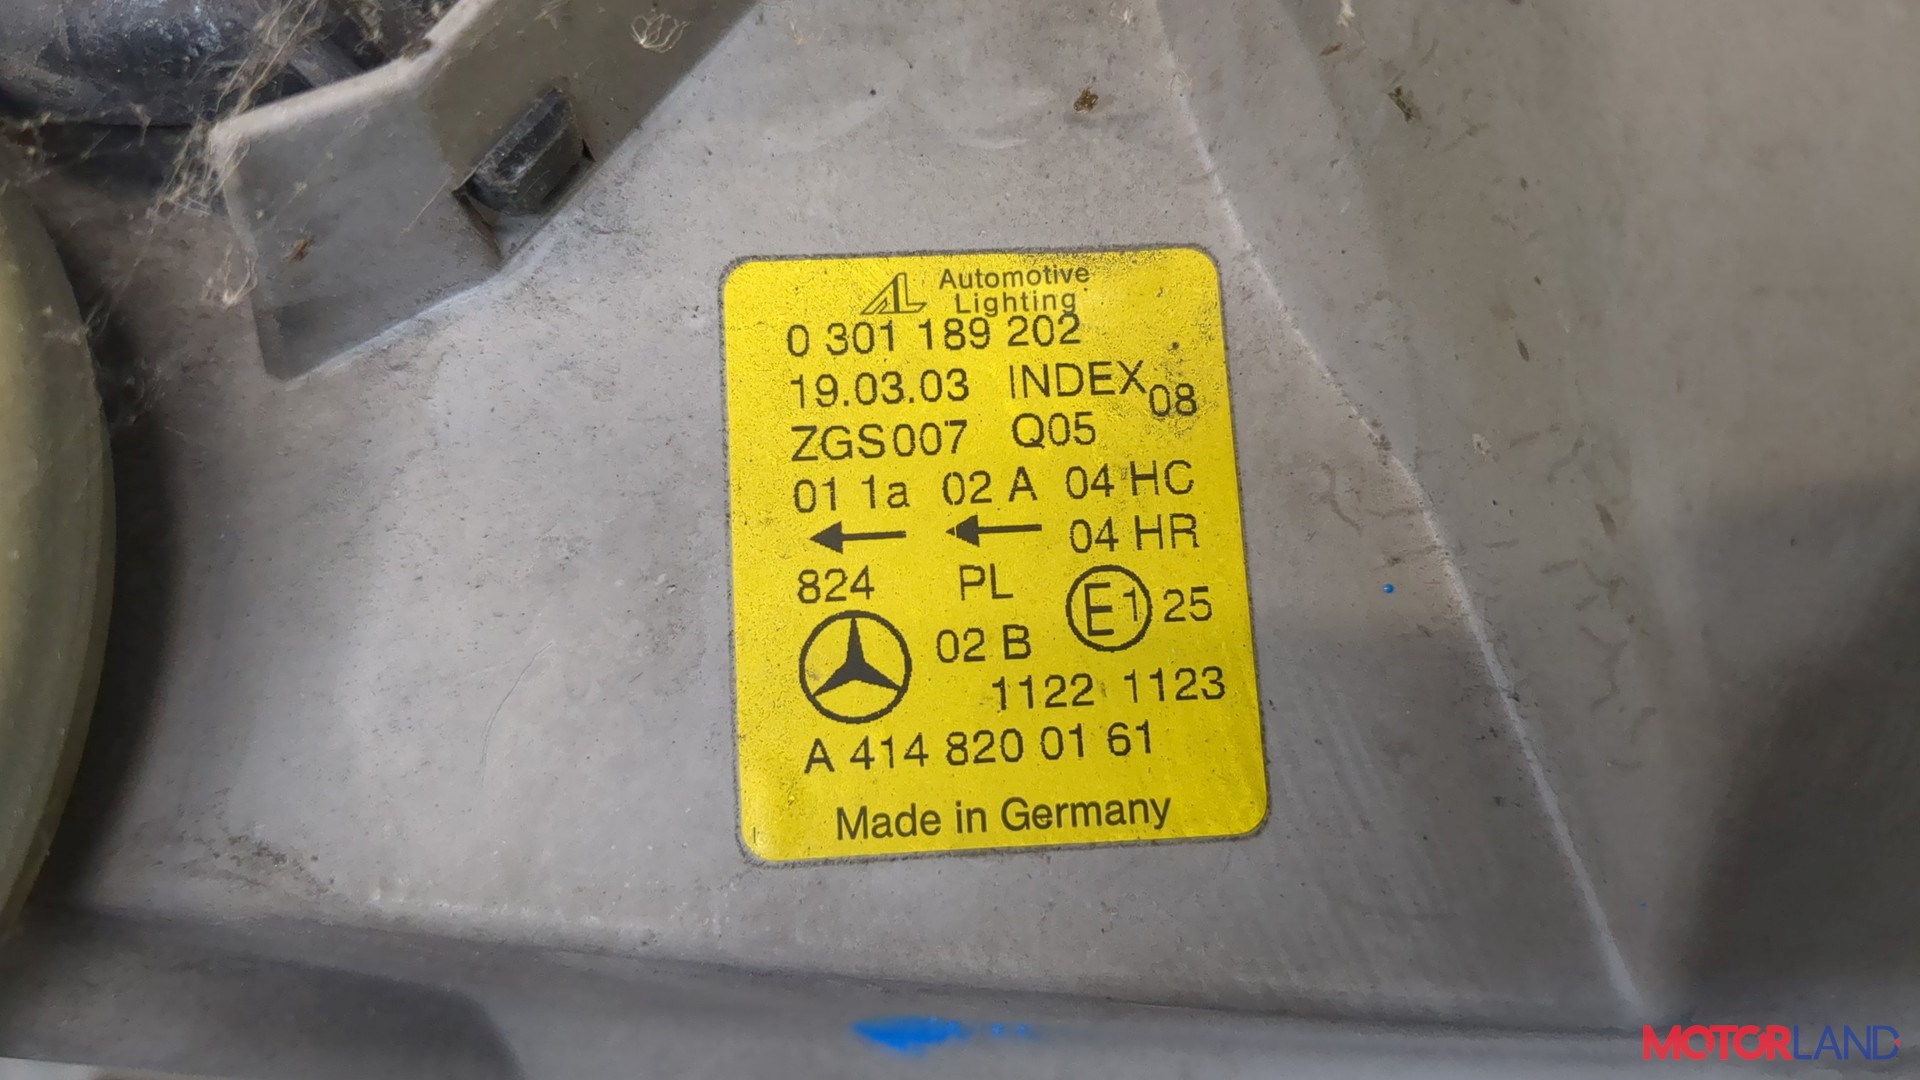 AL Automotive
Lighting
0 301 189 202
19.03.03 INDEX 08
ZGS007 Q05
01 1a 02 A 04 HC
04 HR
824 PL E1 25
02 B
1122 1123
A 414 820 01 61
Made in Germany
MOTORLAND